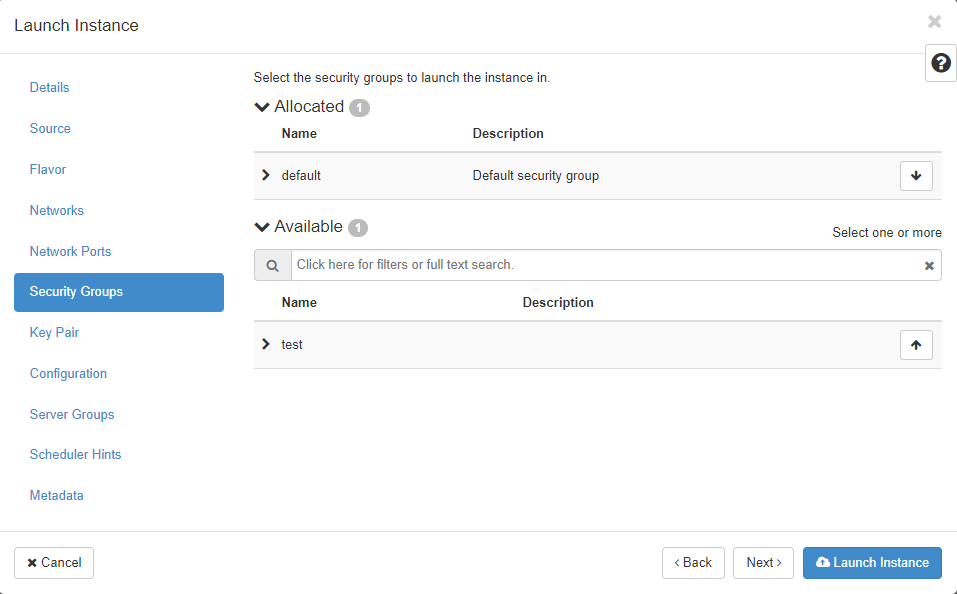 Launch Instance
Details
Source
Flavor
Networks
Network Ports
Security Groups
Key Pair
Configuration
Server Groups
Scheduler Hints
Metadata
Select the security groups to launch the instance in.
Allocated 1
Name Description
default Default security group
Available 1
Select one or more
Click here for filters or full text search.
Name Description
test
Cancel
Back
Next
Launch Instance